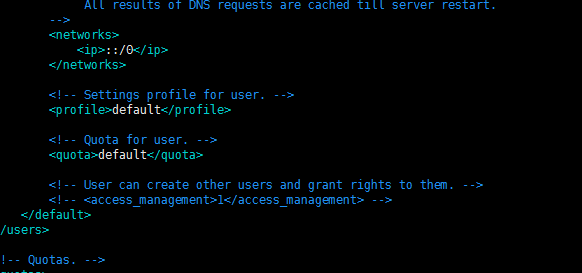 All results of DNS requests are cached till server restart.
-->
<networks>
<ip>::/0</ip>
</networks>
<!-- Settings profile for user. -->
<profile>default</profile>
<!-- Quota for user. -->
<quota>default</quota>
<!-- User can create other users and grant rights to them. -->
<!-- <access_management>1</access_management> -->
</default>
/users>
!-- Quotas. -->